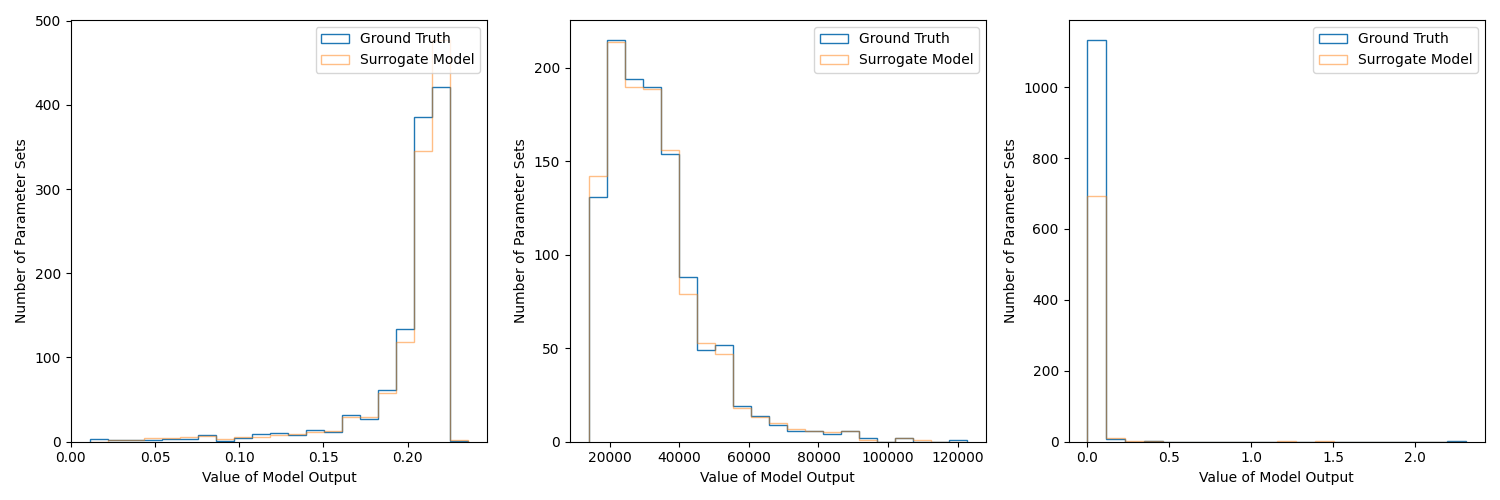 Ground Truth
Surrogate Model
500
400
300
200
100
0
Number of Parameter Sets
0.00 0.05 0.10 0.15 0.20
Value of Model Output
Ground Truth
Surrogate Model
200
150
100
50
0
Number of Parameter Sets
20000 40000 60000 80000 100000 120000
Value of Model Output
Ground Truth
Surrogate Model
1000
800
600
400
200
0
Number of Parameter Sets
0.0 0.5 1.0 1.5 2.0
Value of Model Output